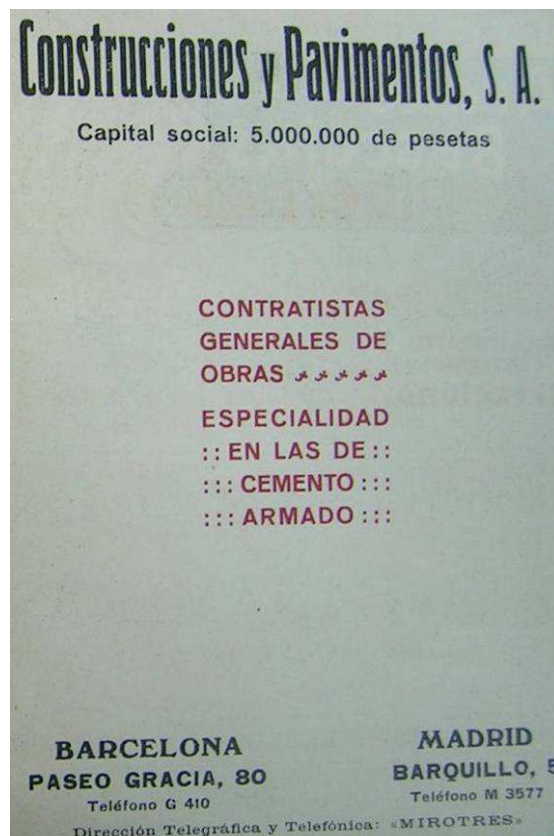 Construcciones y Pavimentos, S. A.
Capital social: 5.000.000 de pesetas
CONTRATISTAS
GENERALES DE
OBRAS
ESPECIALIDAD
:: EN LAS DE ::
::: CEMENTO :::
::: ARMADO :::
BARCELONA
PASEO GRACIA, 80
Teléfono G 410
MADRID
BARQUILLO,
Teléfono M 3577
Dirección Telegráfica y Telefónica: «MIROTRES»